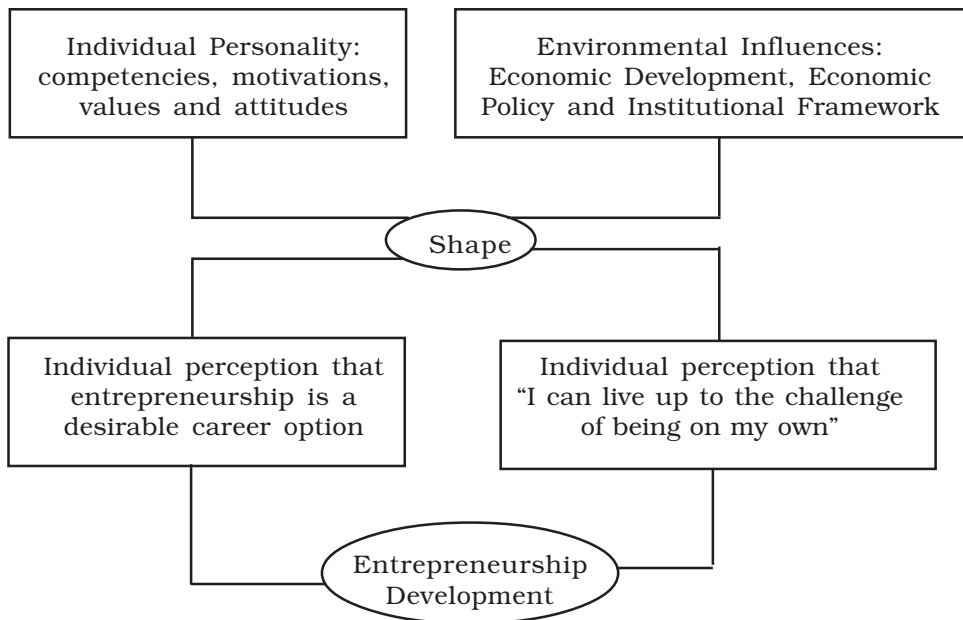 Individual Personality:
competencies, motivations,
values and attitudes
Environmental Influences:
Economic Development, Economic
Policy and Institutional Framework
Shape
Individual perception that
entrepreneurship is a
desirable career option
Individual perception that
“I can live up to the challenge
of being on my own”
Entrepreneurship
Development